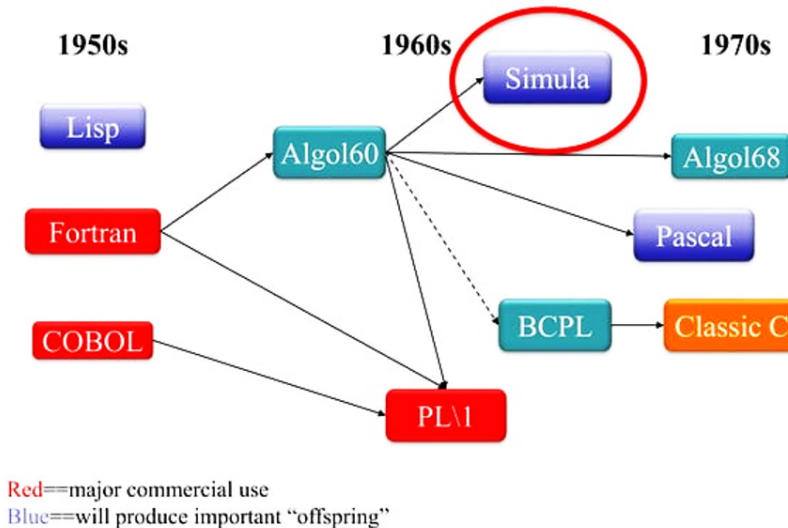 1950s
1960s
1970s
Simula
Lisp
Algol60
Algol68
Fortran
Pascal
COBOL
BCPL
Classic C
PL\1
Red==major commercial use
Blue==will produce important “offspring”